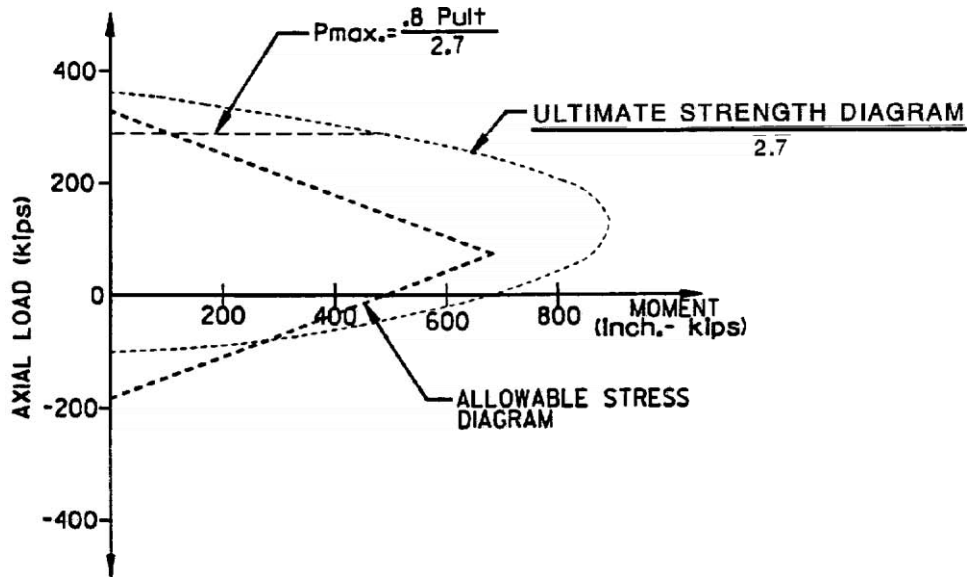 Pmax.= .8 Pult
2.7
400
ULTIMATE STRENGTH DIAGRAM
2.7
200
AXIAL LOAD (kips)
0
200
400
600
800
MOMENT
(inch.- kips)
ALLOWABLE STRESS
DIAGRAM
-200
-400